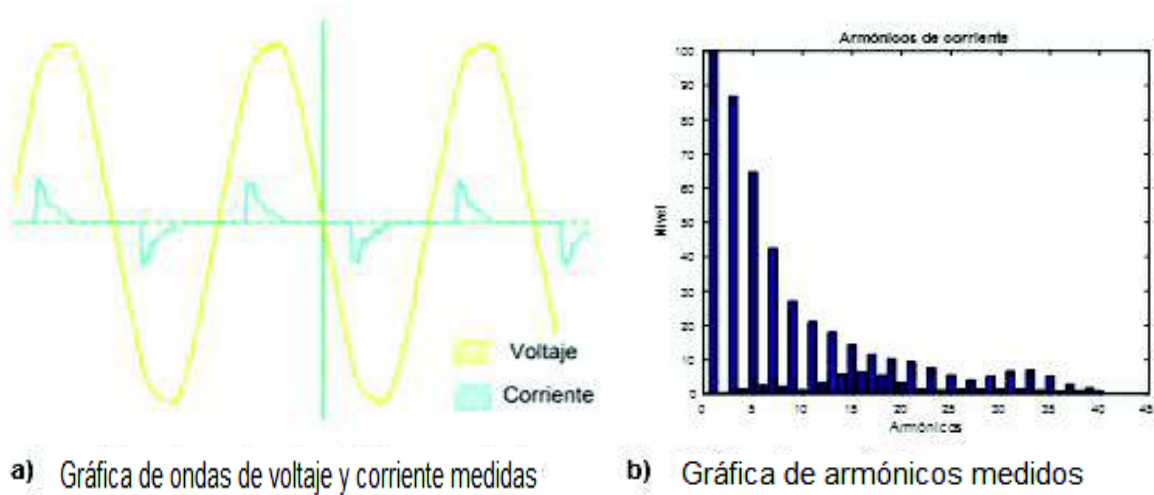 Voltaje
Corriente
a) Gráfica de ondas de voltaje y corriente medidas
Armónicos de corriente
Nivel
100
90
80
70
60
50
40
30
20
10
0
0 5 10 15 20 25 30 35 40 45
Armónicos
b) Gráfica de armónicos medidos